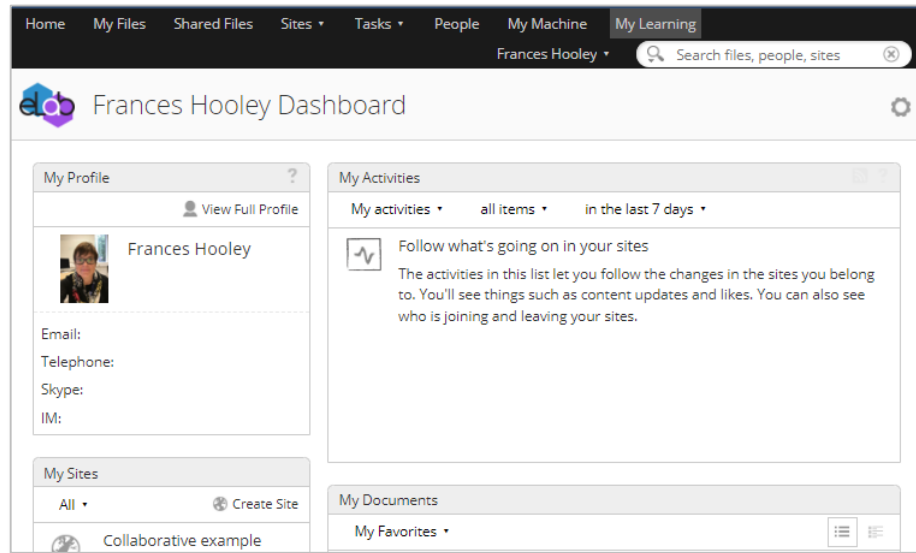 Home My Files Shared Files Sites Tasks People My Machine My Learning
Frances Hooley Search files, people, sites
elab Frances Hooley Dashboard
My Profile ?
View Full Profile
Frances Hooley
Email:
Telephone:
Skype:
IM:
My Sites
All Create Site
Collaborative example
My Activities ?
My activities all items in the last 7 days
Follow what's going on in your sites
The activities in this list let you follow the changes in the sites you belong
to. You'll see things such as content updates and likes. You can also see
who is joining and leaving your sites.
My Documents
My Favorites